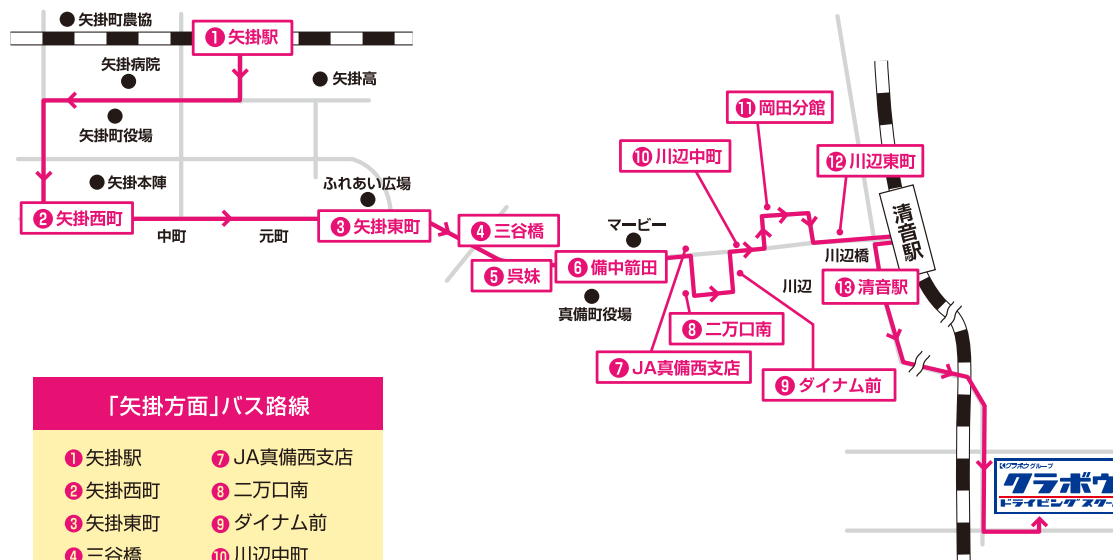 矢掛町農協
❶矢掛駅
矢掛病院
矢掛高
矢掛町役場
矢掛本陣
ふれあい広場
❷矢掛西町
中町
元町
❸矢掛東町
❹三谷橋
❺呉妹
マービー
❻備中箭田
真備町役場
❼JA真備西支店
❽二万口南
❾ダイナム前
❿川辺中町
⓫岡田分館
⓬川辺東町
清音駅
川辺橋
川辺
⓭清音駅
クラボウグループ
クラボウ
ドライビングスクー
「矢掛方面」バス路線
❶矢掛駅
❷矢掛西町
❸矢掛東町
❹三谷橋
❼JA真備西支店
❽二万口南
❾ダイナム前
❿川辺中町